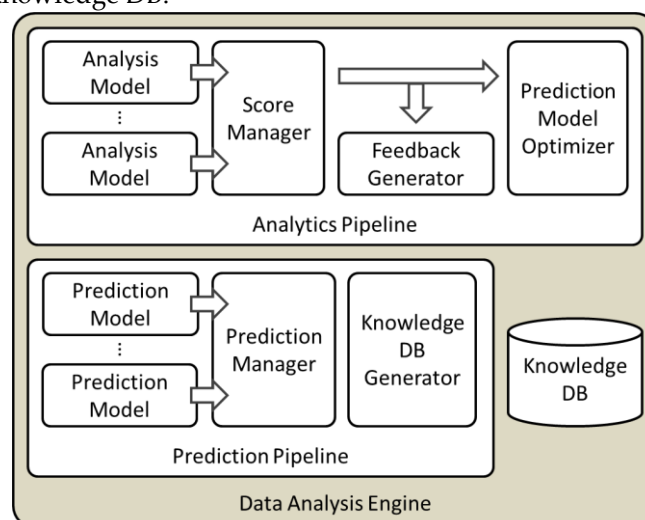 Knowledge DB.
Analysis
Model
⋮
Analysis
Model
Score
Manager
Feedback
Generator
Prediction
Model
Optimizer
Analytics Pipeline
Prediction
Model
⋮
Prediction
Model
Prediction
Manager
Knowledge
DB
Generator
Prediction Pipeline
Knowledge
DB
Data Analysis Engine